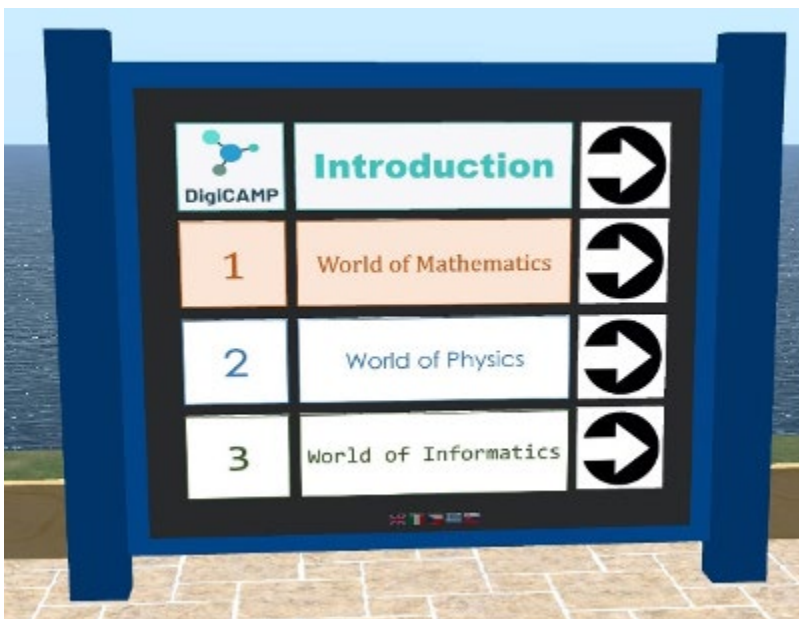 DigiCAMP
Introduction
1
World of Mathematics
2
World of Physics
3
World of Informatics